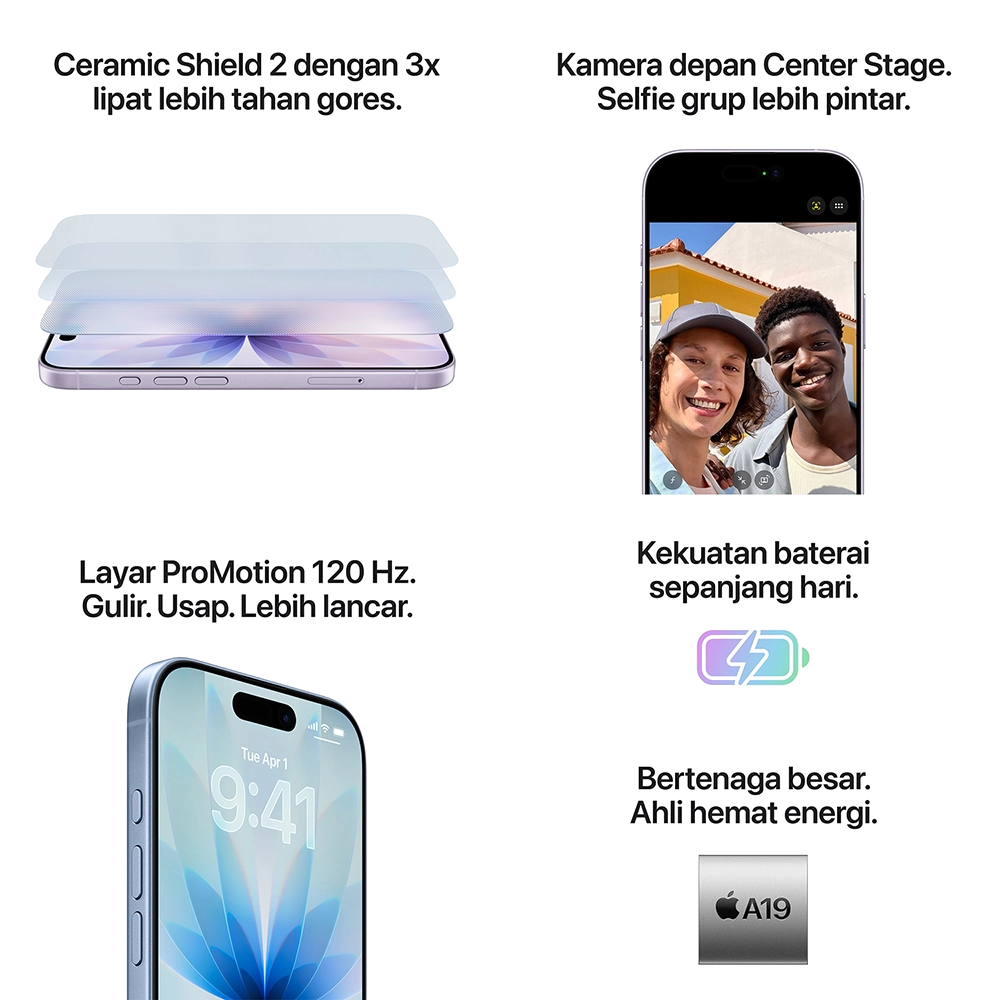 Ceramic Shield 2 dengan 3x
lipat lebih tahan gores.
Kamera depan Center Stage.
Selfie grup lebih pintar.
Layar ProMotion 120 Hz.
Gulir. Usap. Lebih lancar.
Tue Apr 1
9:41
Kekuatan baterai
sepanjang hari.
Bertenaga besar.
Ahli hemat energi.
A19